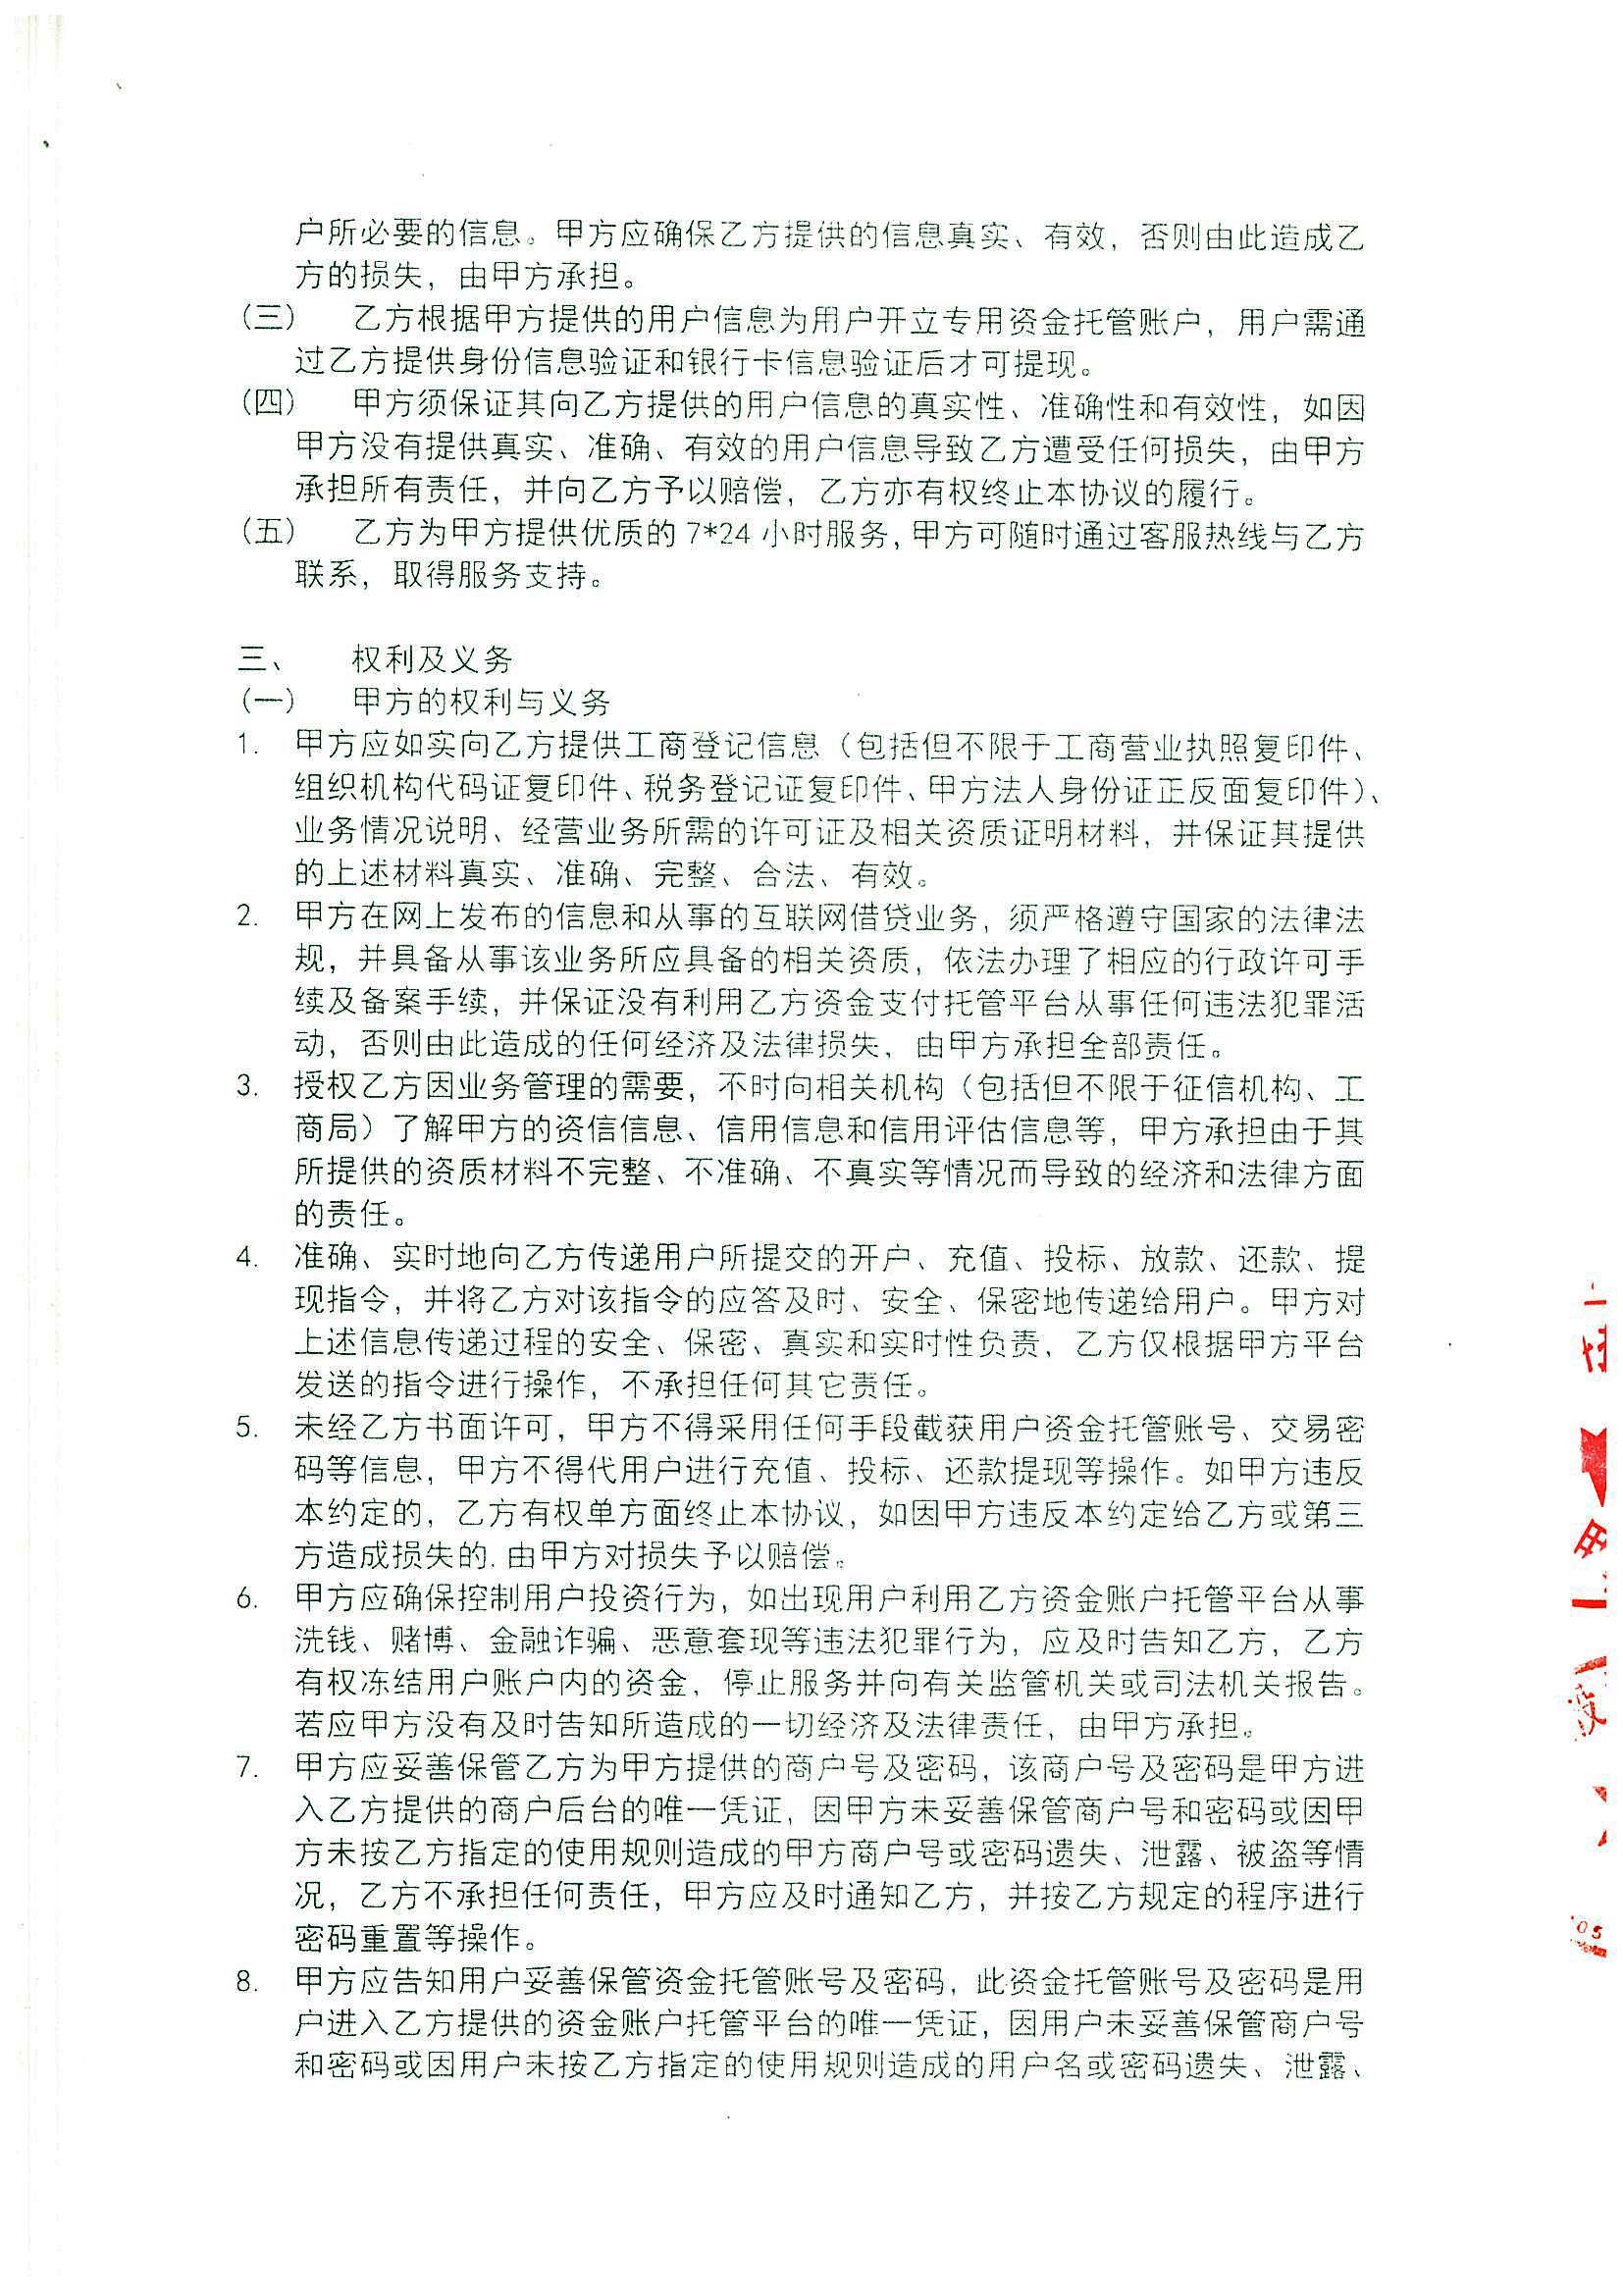 户所必要的信息。甲方应确保乙方提供的信息真实、有效，否则由此造成乙
方的损失，由甲方承担。
（三） 乙方根据甲方提供的用户信息为用户开立专用资金托管账户，用户需通
过乙方提供身份信息验证和银行卡信息验证后才可提现。
（四） 甲方须保证其向乙方提供的用户信息的真实性、准确性和有效性，如因
甲方没有提供真实、准确、有效的用户信息导致乙方遭受任何损失，由甲方
承担所有责任，并向乙方予以赔偿，乙方亦有权终止本协议的履行。
（五） 乙方为甲方提供优质的 7*24 小时服务，甲方可随时通过客服热线与乙方
联系，取得服务支持。
三、 权利及义务
（一） 甲方的权利与义务
1. 甲方应如实向乙方提供工商登记信息（包括但不限于工商营业执照复印件、
组织机构代码证复印件、税务登记证复印件、甲方法人身份证正反面复印件）、
业务情况说明、经营业务所需的许可证及相关资质证明材料，并保证其提供
的上述材料真实、准确、完整、合法、有效。
2. 甲方在网上发布的信息和从事的互联网借贷业务，须严格遵守国家的法律法
规，并具备从事该业务所应具备的相关资质，依法办理了相应的行政许可手
续及备案手续，并保证没有利用乙方资金支付托管平台从事任何违法犯罪活
动，否则由此造成的任何经济及法律损失，由甲方承担全部责任。
3. 授权乙方因业务管理的需要，不时向相关机构（包括但不限于征信机构、工
商局）了解甲方的资信信息、信用信息和信用评估信息等，甲方承担由于其
所提供的资质材料不完整、不准确、不真实等情况而导致的经济和法律方面
的责任。
4. 准确、实时地向乙方传递用户所提交的开户、充值、投标、放款、还款、提
现指令，并将乙方对该指令的应答及时、安全、保密地传递给用户。甲方对
上述信息传递过程的安全、保密、真实和实时性负责，乙方仅根据甲方平台
发送的指令进行操作，不承担任何其它责任。
5. 未经乙方书面许可，甲方不得采用任何手段截获用户资金托管账号、交易密
码等信息，甲方不得代用户进行充值、投标、还款提现等操作。如甲方违反
本约定的，乙方有权单方面终止本协议，如因甲方违反本约定给乙方或第三
方造成损失的，由甲方对损失予以赔偿。
6. 甲方应确保控制用户投资行为，如出现用户利用乙方资金账户托管平台从事
洗钱、赌博、金融诈骗、恶意套现等违法犯罪行为，应及时告知乙方，乙方
有权冻结用户账户内的资金，停止服务并向有关监管机关或司法机关报告。
若应甲方没有及时告知所造成的一切经济及法律责任，由甲方承担。
7. 甲方应妥善保管乙方为甲方提供的商户号及密码，该商户号及密码是甲方进
入乙方提供的商户后台的唯一凭证，因甲方未妥善保管商户号和密码或因甲
方未按乙方指定的使用规则造成的甲方商户号或密码遗失、泄露、被盗等情
况，乙方不承担任何责任，甲方应及时通知乙方，并按乙方规定的程序进行
密码重置等操作。
8. 甲方应告知用户妥善保管资金托管账号及密码，此资金托管账号及密码是用
户进入乙方提供的资金账户托管平台的唯一凭证，因用户未妥善保管商户号
和密码或因用户未按乙方指定的使用规则造成的用户名或密码遗失、泄露、
05